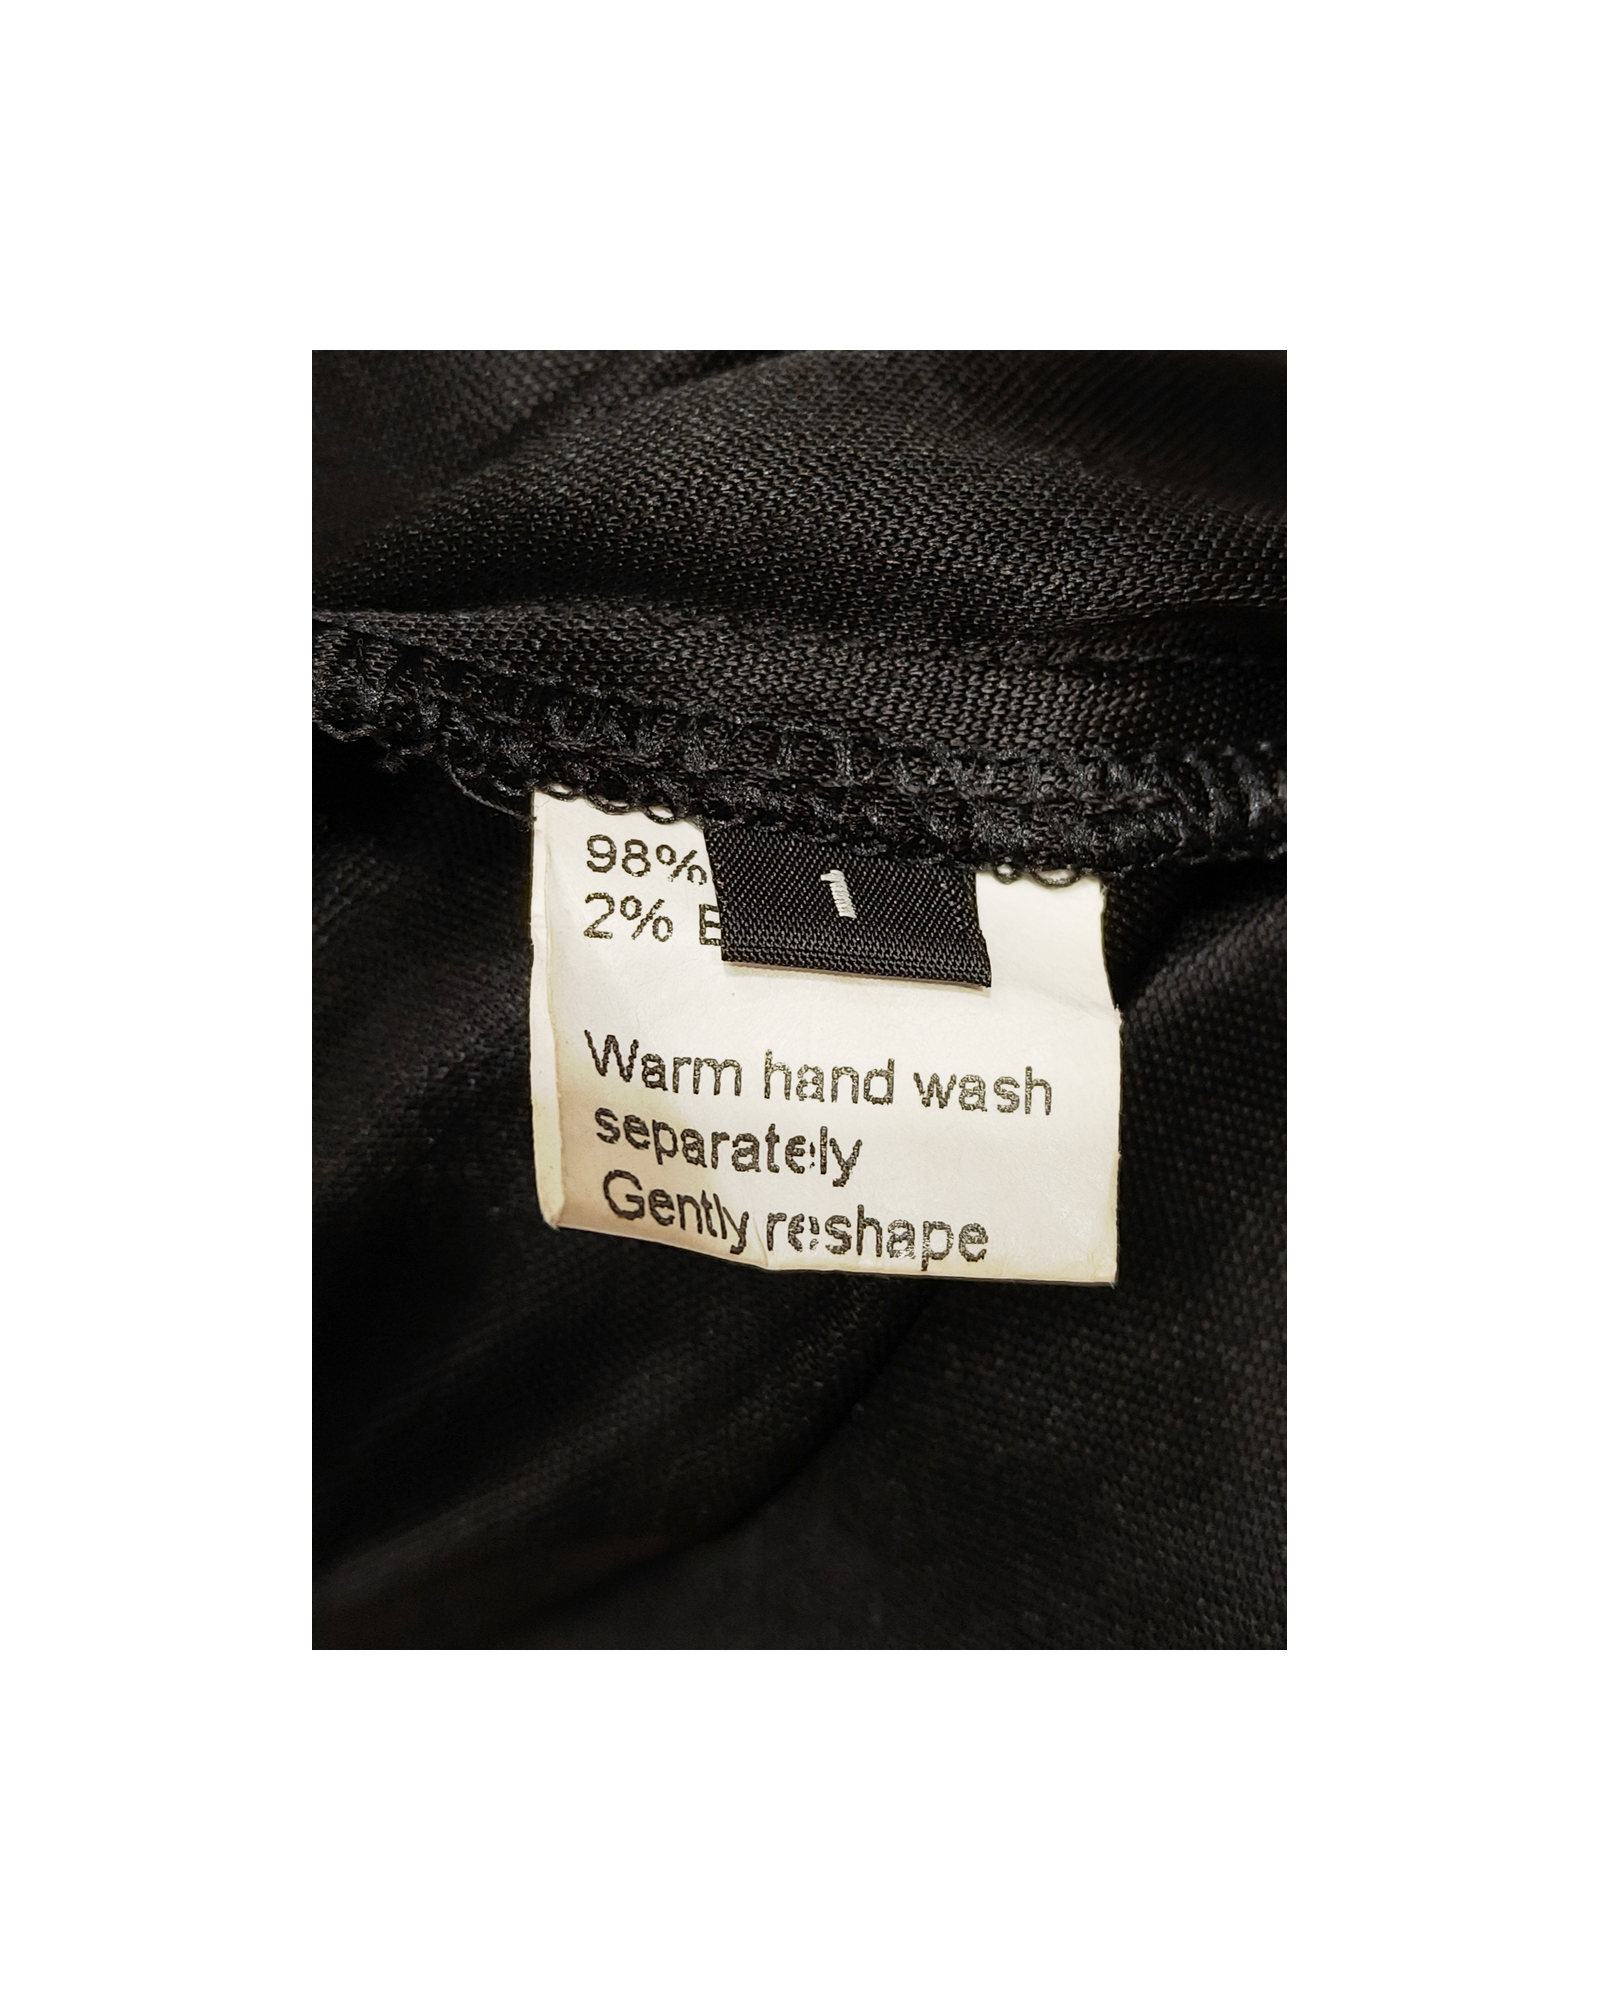 98%
1
2%
Warm hand wash
separately
Gently reshape